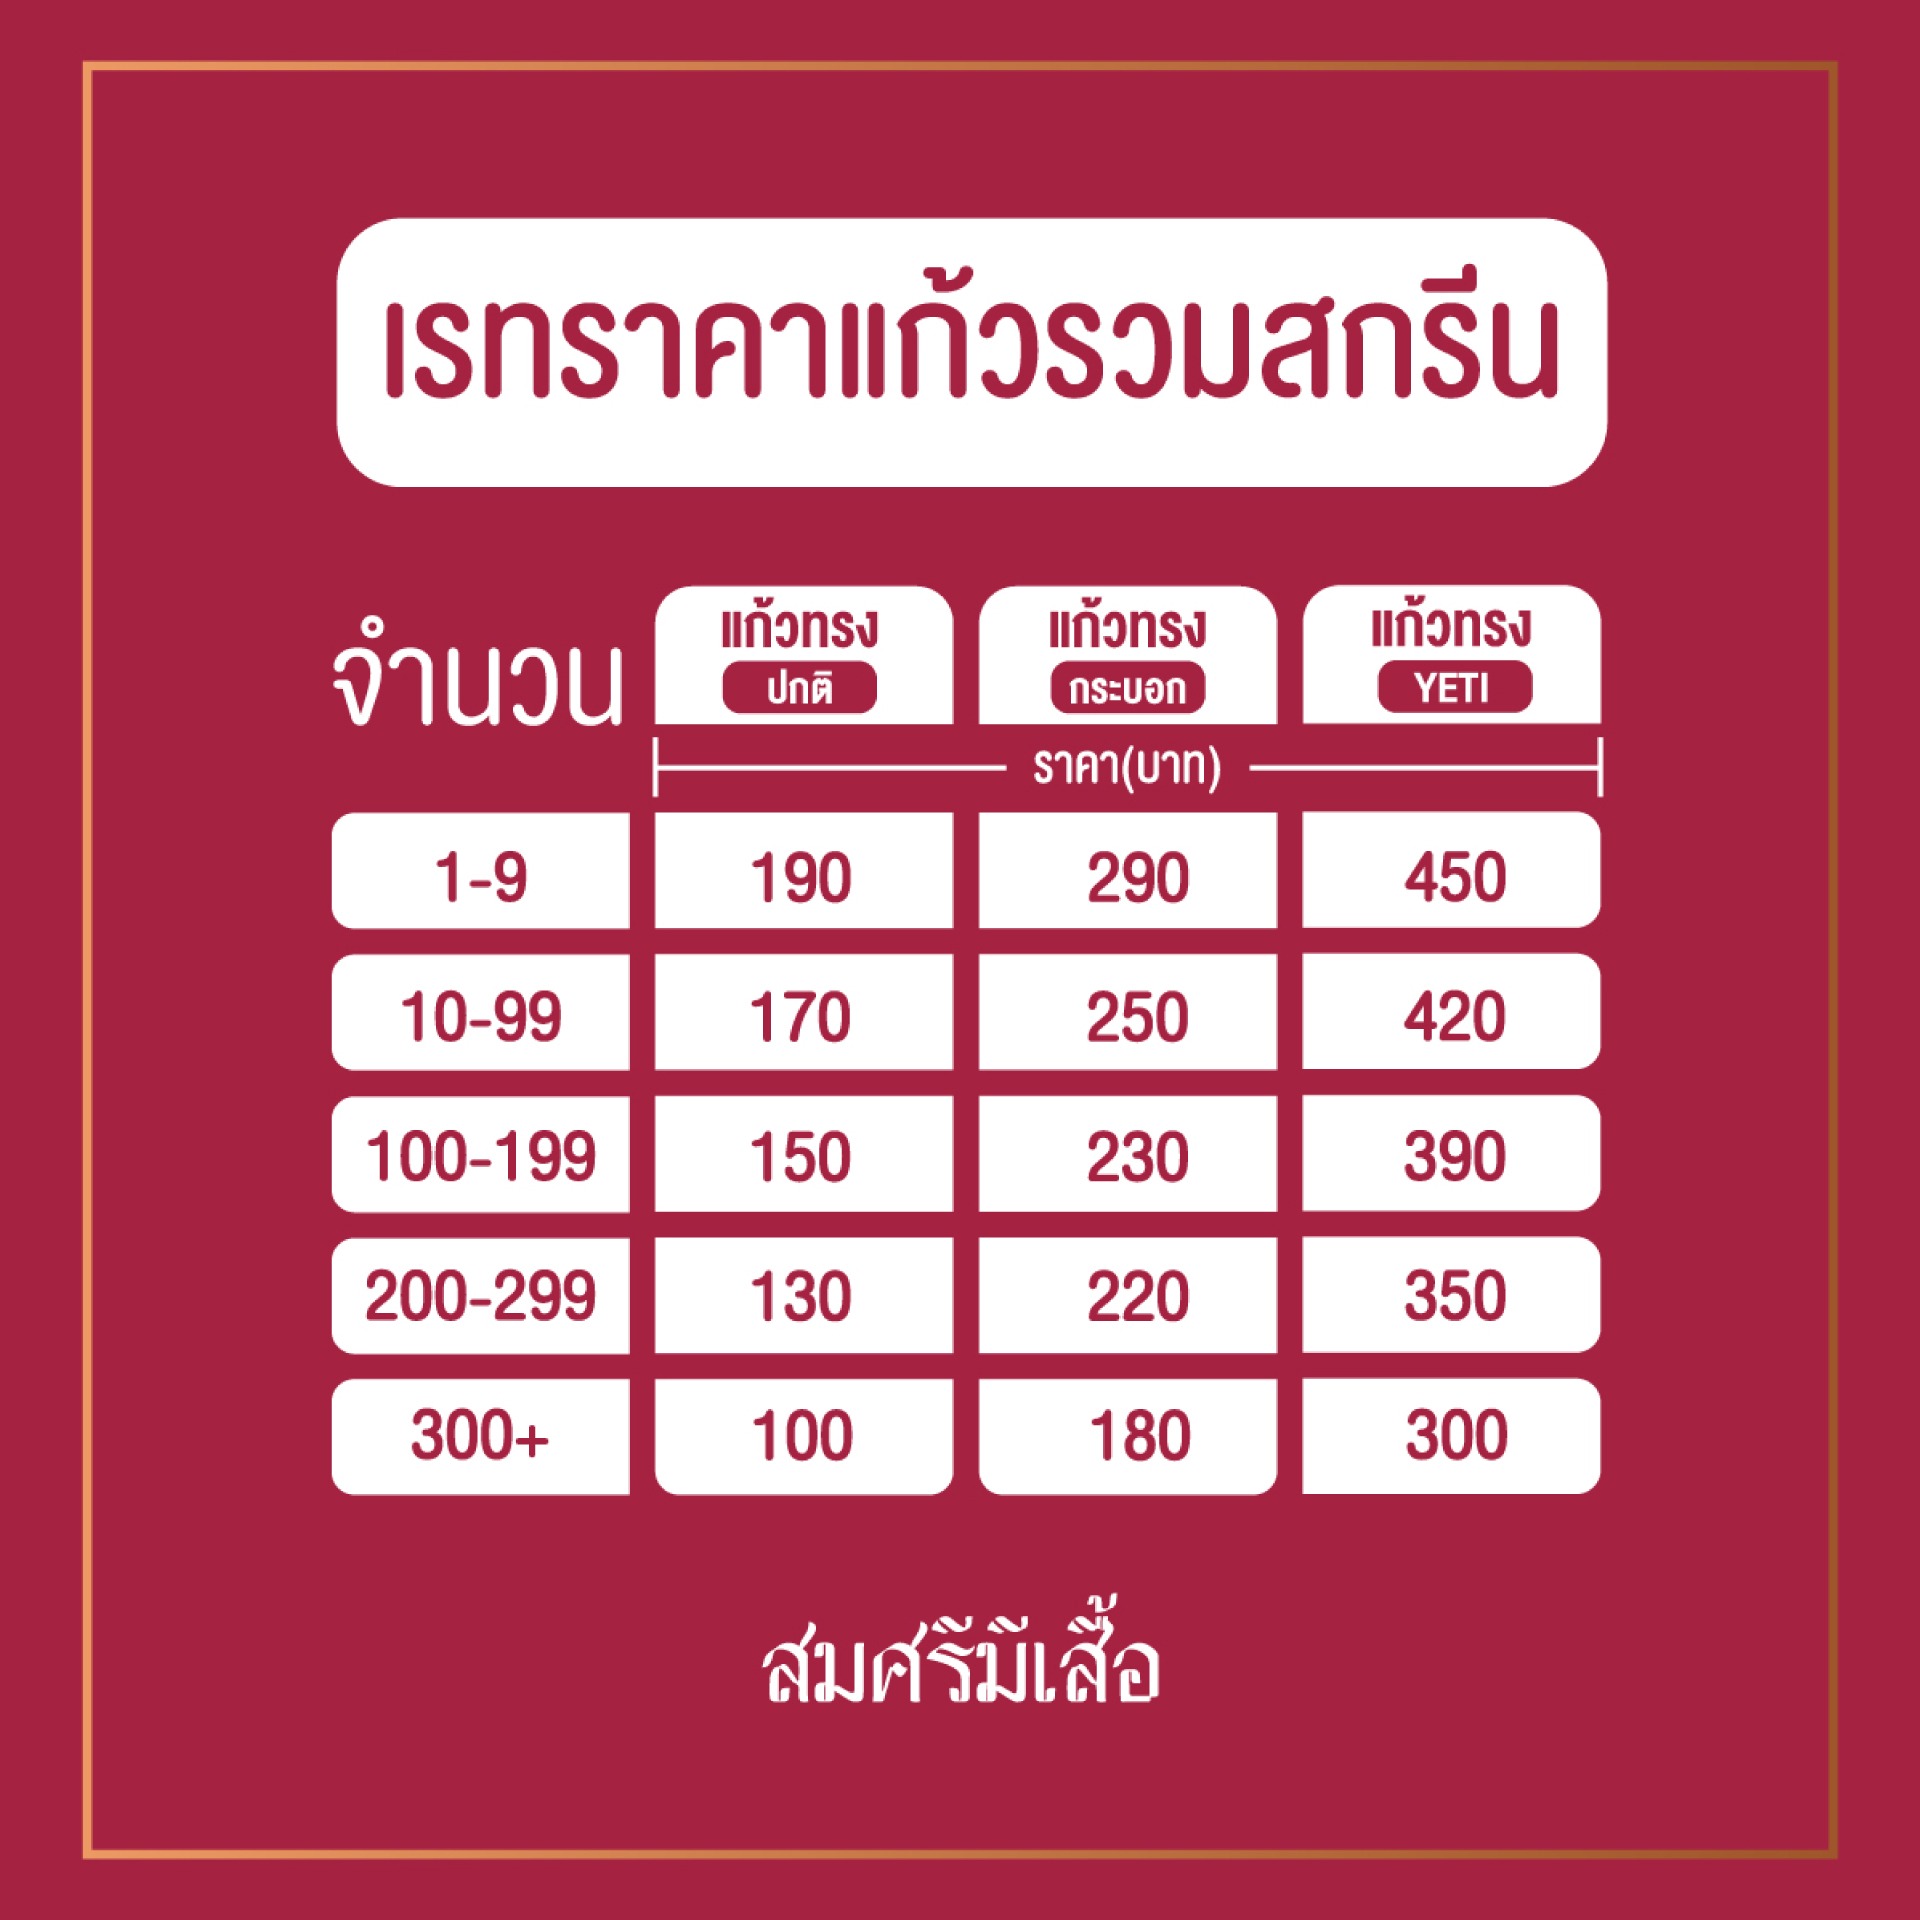 เรทราคาแก้วรวมสกรีน
จำนวน
แก้วทรง ปกติ
แก้วทรง กระบอก
แก้วทรง YETI
ราคา(บาท)
1-9 190 290 450
10-99 170 250 420
100-199 150 230 390
200-299 130 220 350
300+ 100 180 300
สมศรีมีเสื้อ